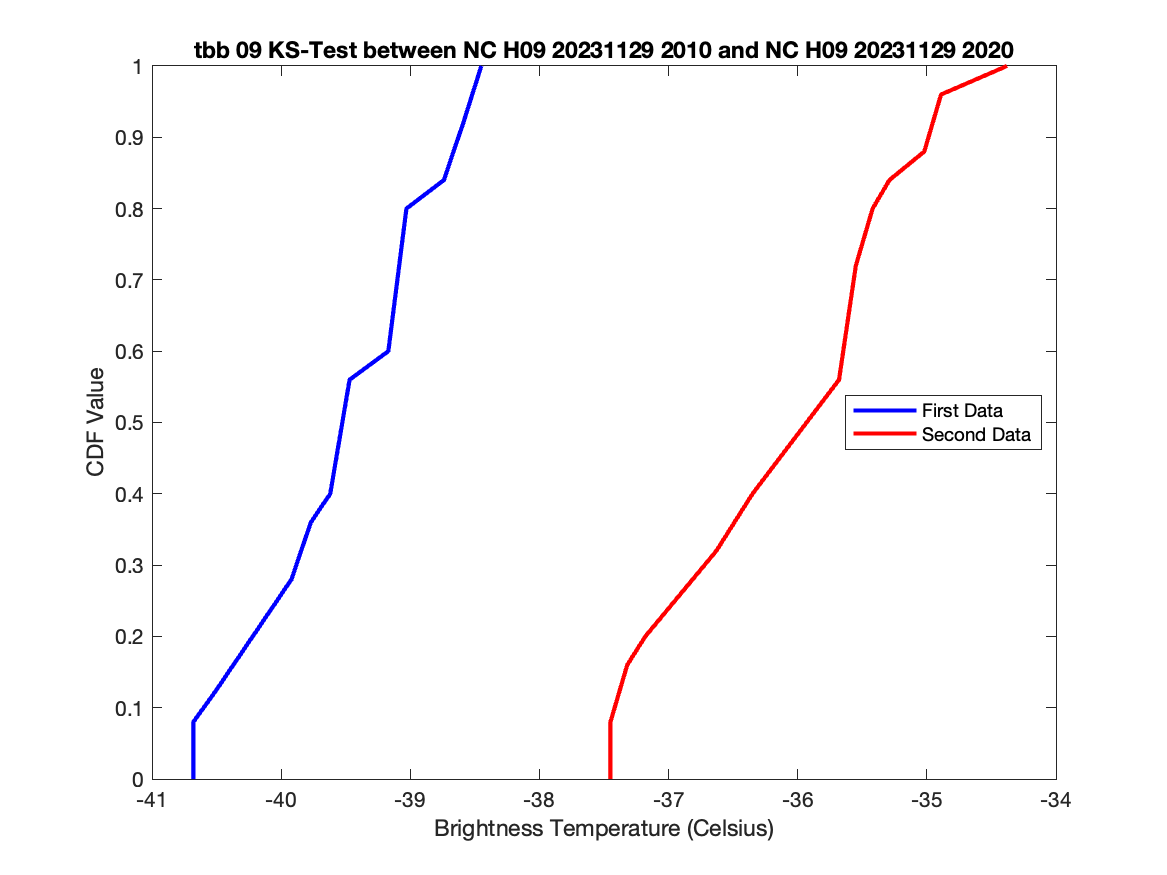 tbb 09 KS-Test between NC H09 20231129 2010 and NC H09 20231129 2020
1
0.9
0.8
0.7
0.6
0.5
0.4
0.3
0.2
0.1
0
CDF Value
First Data
Second Data
-41 -40 -39 -38 -37 -36 -35 -34
Brightness Temperature (Celsius)